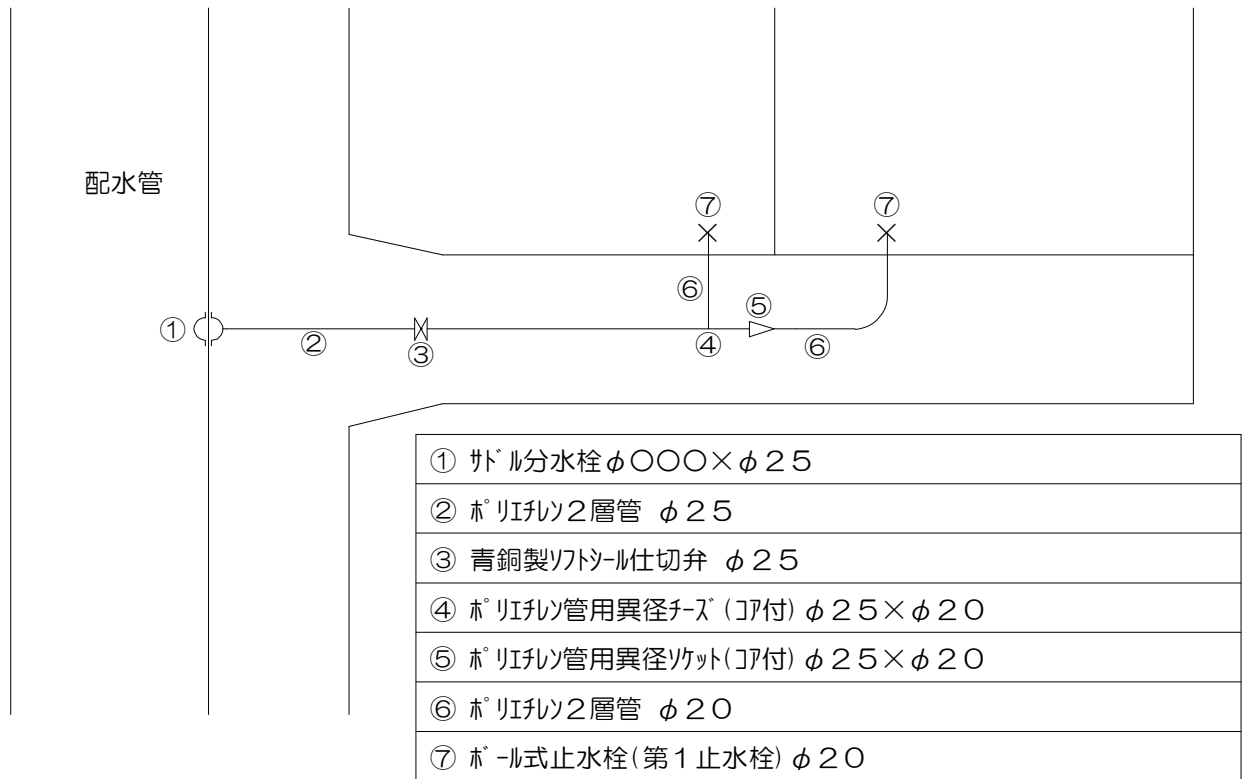 配水管
⑦
⑦
⑥
⑤
①
②
③
④
⑥
① ｻﾄﾞﾙ分水栓φ○○○×φ２５
② ﾎﾟﾘｴﾁﾚﾝ２層管 φ２５
③ 青銅製ｿﾌﾄｼｰﾙ仕切弁 φ２５
④ ﾎﾟﾘｴﾁﾚﾝ管用異径ﾁｰｽﾞ(ｺｱ付)φ２５×φ２０
⑤ ﾎﾟﾘｴﾁﾚﾝ管用異径ｿｹｯﾄ(ｺｱ付)φ２５×φ２０
⑥ ﾎﾟﾘｴﾁﾚﾝ２層管 φ２０
⑦ ﾎﾞｰﾙ式止水栓(第１止水栓)φ２０